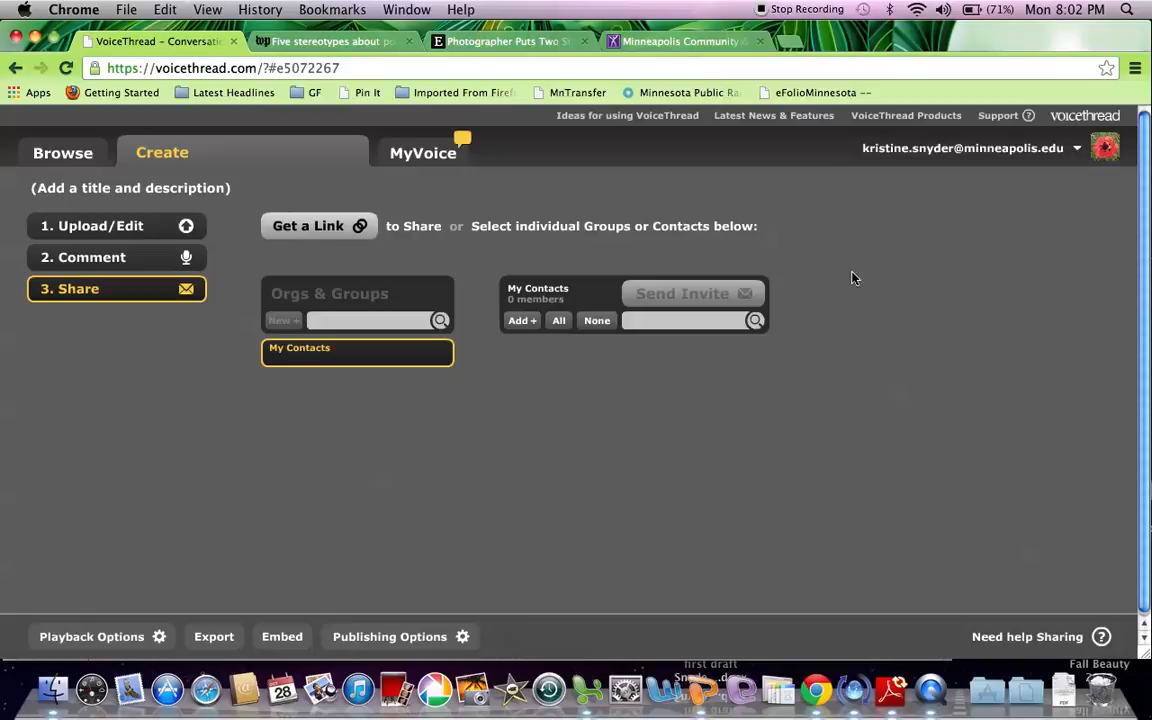 Chrome File Edit View History Bookmarks Window Help Stop Recording (71%) Mon 8:02 PM
VoiceThread - Conversati Five stereotypes about po Photographer Puts Two S Minneapolis Community
https://voicethread.com/?#e5072267
Apps Getting Started Latest Headlines GF Pin It Imported From Firef MnTransfer Minnesota Public Ra eFolioMinnesota --
Ideas for using VoiceThread Latest News & Features VoiceThread Products Support ? voicethread
Browse Create MyVoice kristine.snyder@minneapolis.edu
(Add a title and description)
1. Upload/Edit Get a Link to Share or Select individual Groups or Contacts below:
2. Comment
3. Share Orgs & Groups My Contacts Send Invite
0 members
New + Add + All None
My Contacts
Playback Options Export Embed Publishing Options Need help Sharing ?
first draft Fall Beauty
28
PDF